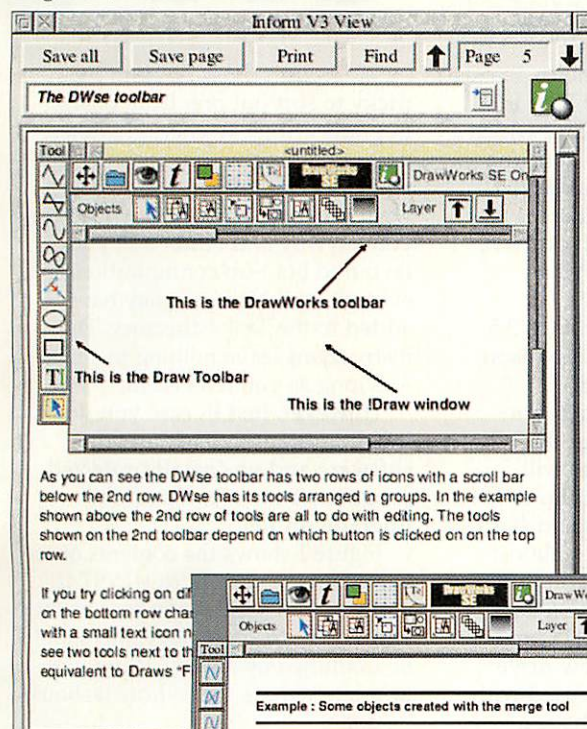 Inform V3 View
Save all Save page Print Find Page 5
The DWse toolbar
Tool <untitled>
t DrawWorks SE On
Objects Layer
This is the DrawWorks toolbar
This is the Draw Toolbar
This is the !Draw window
As you can see the DWse toolbar has two rows of icons with a scroll bar
below the 2nd row. DWse has its tools arranged in groups. In the example
shown above the 2nd row of tools are all to do with editing. The tools
shown on the 2nd toolbar depend on which button is clicked on on the top
row.
If you try clicking on dif
on the bottom row chan
with a small text icon n
see two tools next to th
equivalent to Draws "F
t DrawWo
Objects Layer
Tool
Example : Some objects created with the merge tool